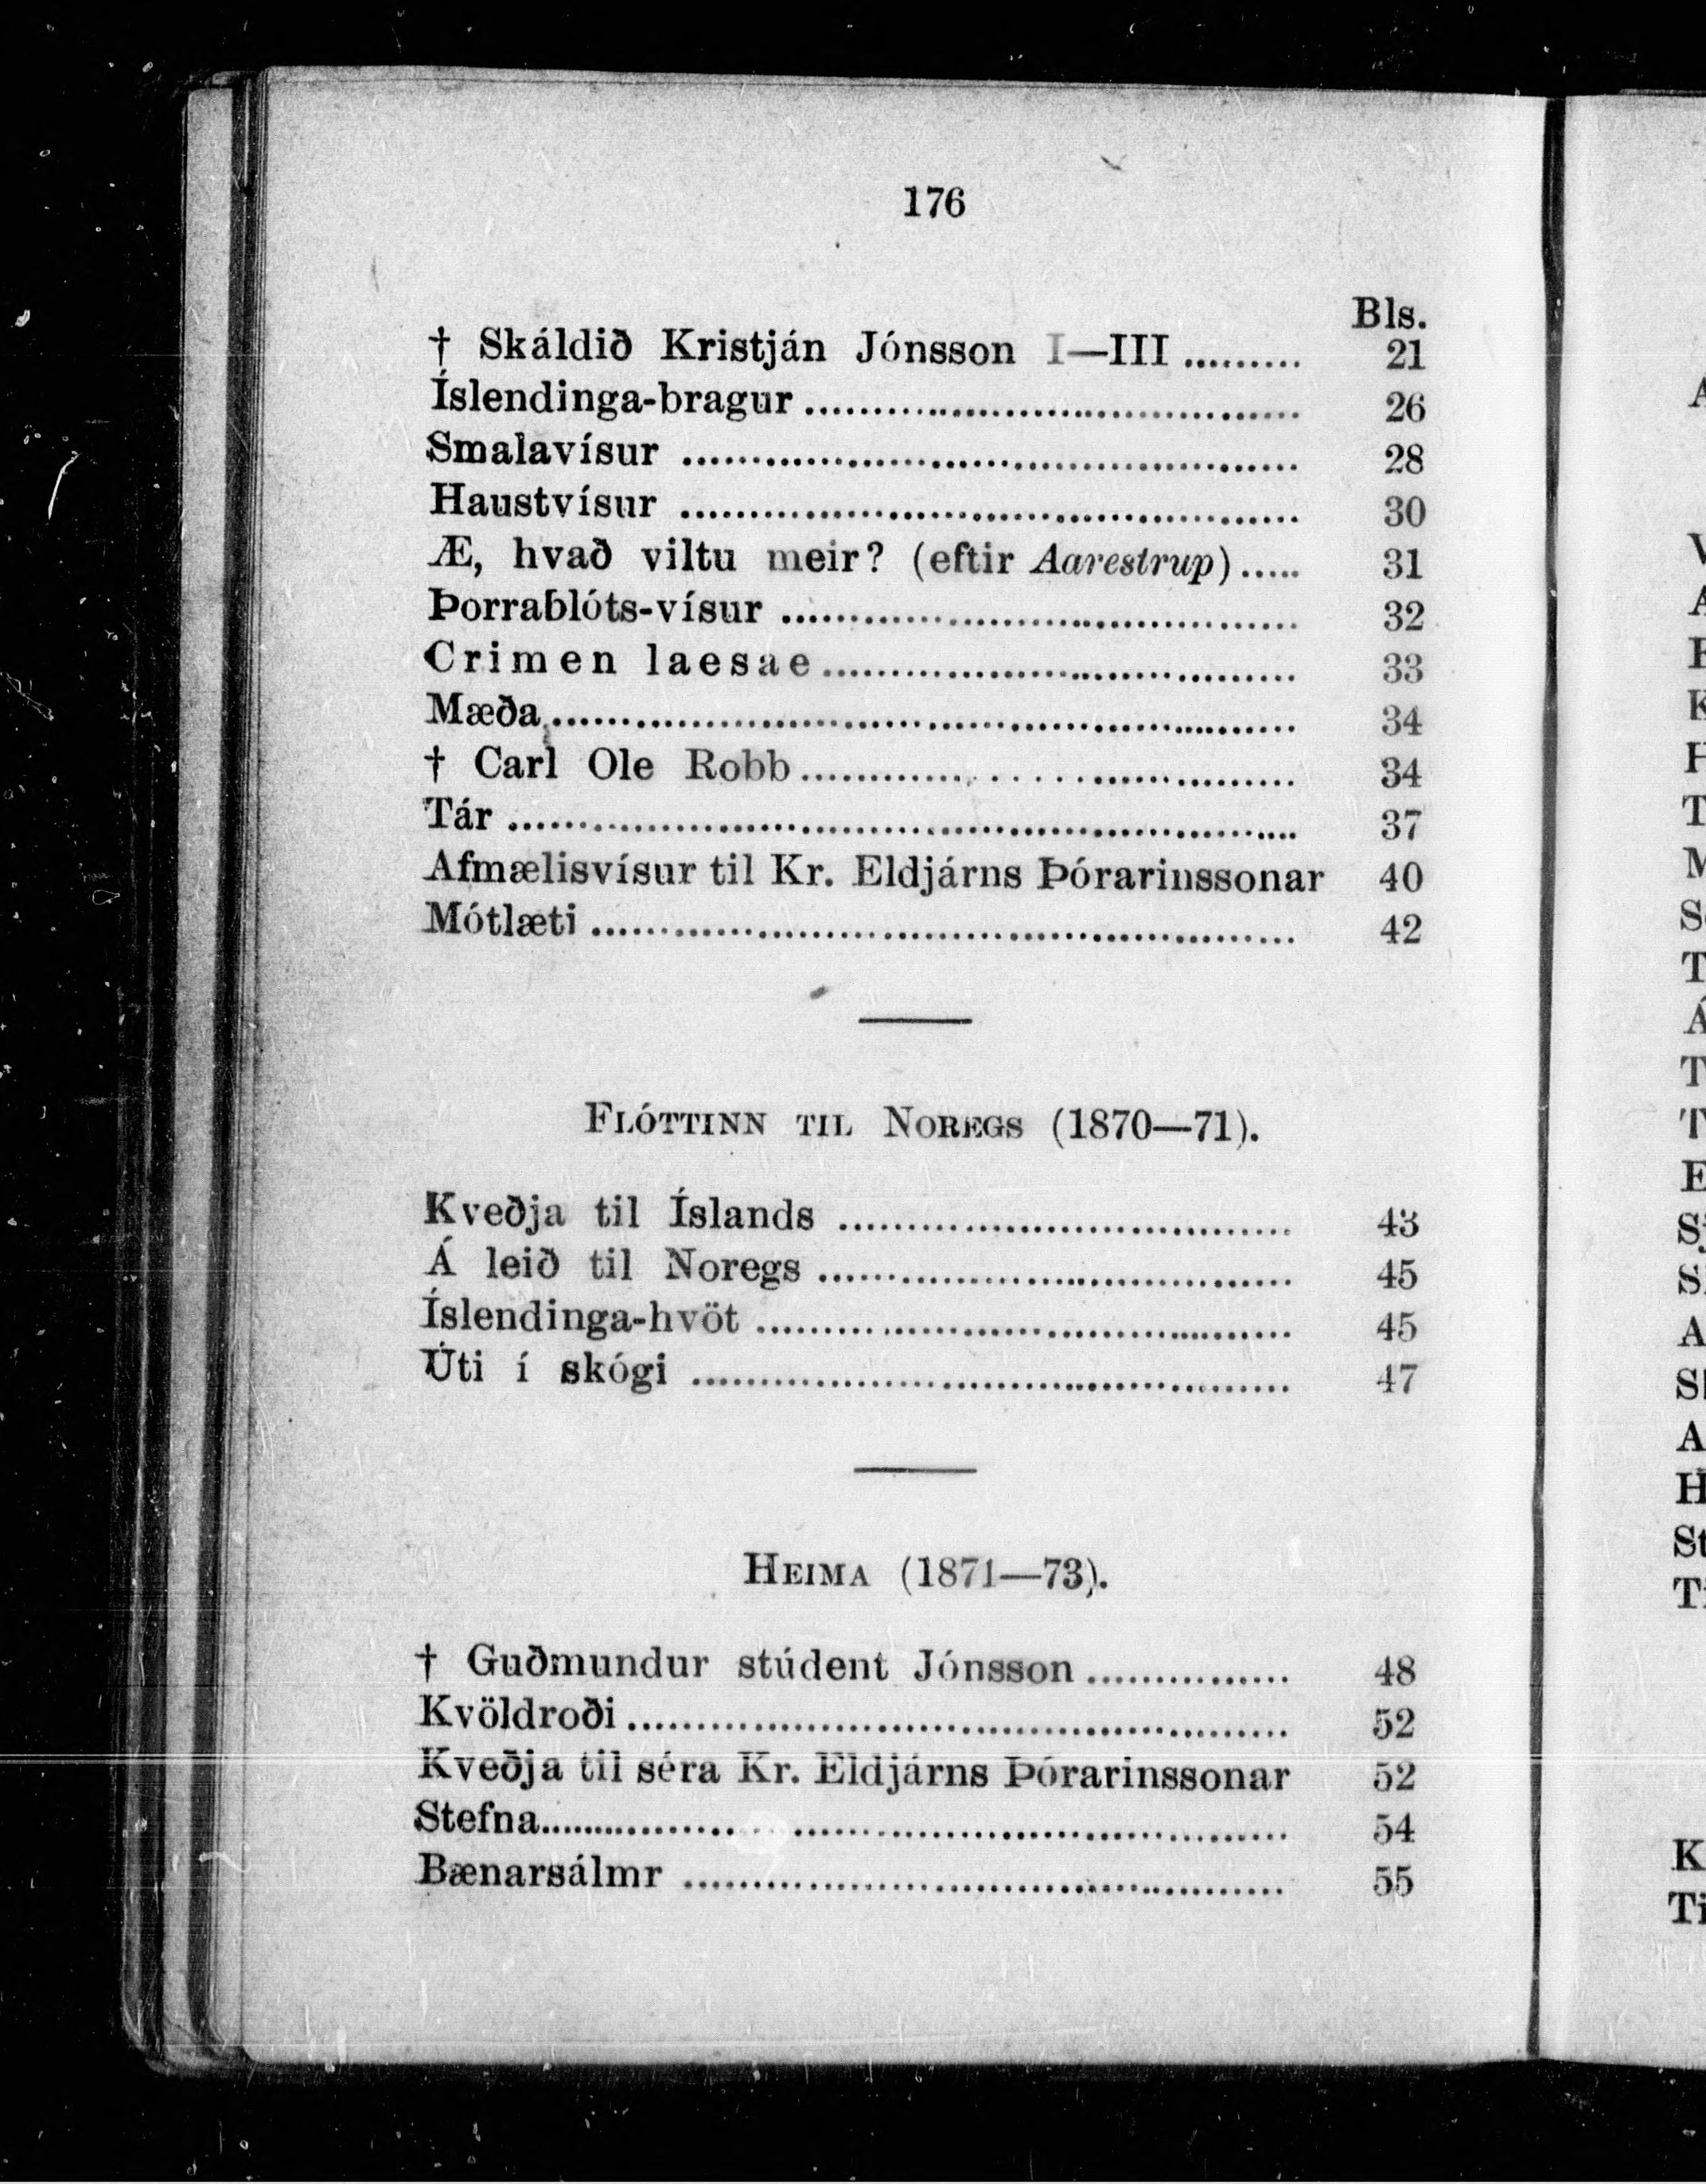 176
Bls.
† Skáldið Kristján Jónsson I—III ......... 21
Íslendinga-bragur .................................... 26
Smalavísur ............................................. 28
Haustvísur ............................................. 30
Æ, hvað viltu meir? (eftir Aarestrup) ..... 31
Þorrablóts-vísur ..................................... 32
Crimen laesae .................................. 33
Mæða ...................................................... 34
† Carl Ole Robb .................................... 34
Tár ......................................................... 37
Afmælisvísur til Kr. Eldjárns Þórarinssonar 40
Mótlæti ................................................... 42
Flóttinn til Noregs (1870—71).
Kveðja til Íslands ................................. 43
Á leið til Noregs .................................. 45
Íslendinga-hvöt ....................................... 45
Úti í skógi ........................................... 47
Heima (1871—73).
† Guðmundur stúdent Jónsson ............... 48
Kvöldroði ................................................ 52
Kveðja til séra Kr. Eldjárns Þórarinssonar 52
Stefna ...................................................... 54
Bænarsálmr ............................................ 55